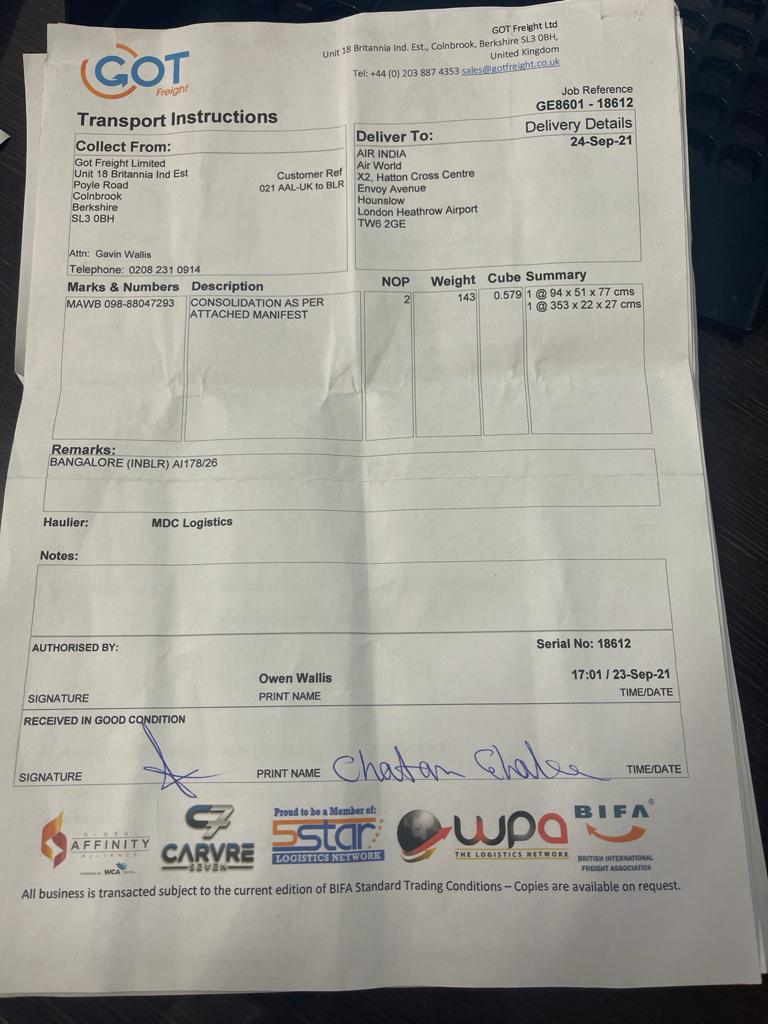 GOT
Freight
GOT Freight Ltd
Unit 18 Britannia Ind. Est., Colnbrook, Berkshire SL3 0BH,
United Kingdom
Tel: +44 (0) 203 887 4353 sales@gotfreight.co.uk
Job Reference
GE8601 - 18612
Transport Instructions
Delivery Details
24-Sep-21
Collect From:
Got Freight Limited
Unit 18 Britannia Ind Est
Poyle Road
Colnbrook
Berkshire
SL3 0BH
Customer Ref
021 AAL-UK to BLR
Attn: Gavin Wallis
Telephone: 0208 231 0914
Deliver To:
AIR INDIA
Air World
X2, Hatton Cross Centre
Envoy Avenue
Hounslow
London Heathrow Airport
TW6 2GE
Marks & Numbers Description NOP Weight Cube Summary
MAWB 098-88047293 CONSOLIDATION AS PER 2 143 0.579 1 @ 94 x 51 x 77 cms
ATTACHED MANIFEST 1 @ 353 x 22 x 27 cms
Remarks:
BANGALORE (INBLR) AI178/26
Haulier: MDC Logistics
Notes:
AUTHORISED BY: Serial No: 18612
Owen Wallis 17:01 / 23-Sep-21
SIGNATURE PRINT NAME TIME/DATE
RECEIVED IN GOOD CONDITION
SIGNATURE PRINT NAME Chatan TIME/DATE
GLOBAL
AFFINITY
ALLIANCE
POWERED BY WCA
C7
CARVRE
SEVEN
Proud to be a Member of:
5star
LOGISTICS NETWORK
wpa
THE LOGISTICS NETWORK
BIFA
BRITISH INTERNATIONAL
FREIGHT ASSOCIATION
All business is transacted subject to the current edition of BIFA Standard Trading Conditions – Copies are available on request.